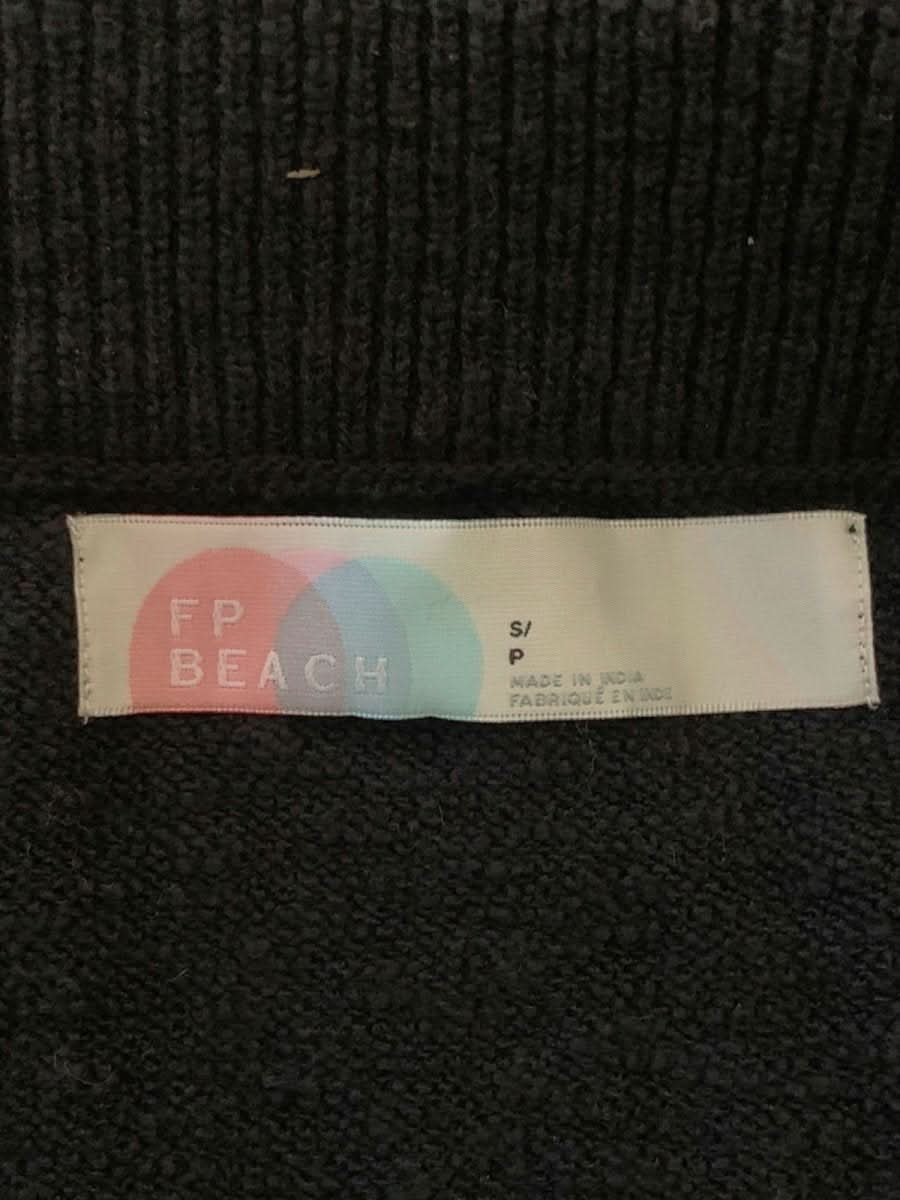 FP
BEACH
S/
P
MADE IN INDIA
FABRIQUÉ EN INDE